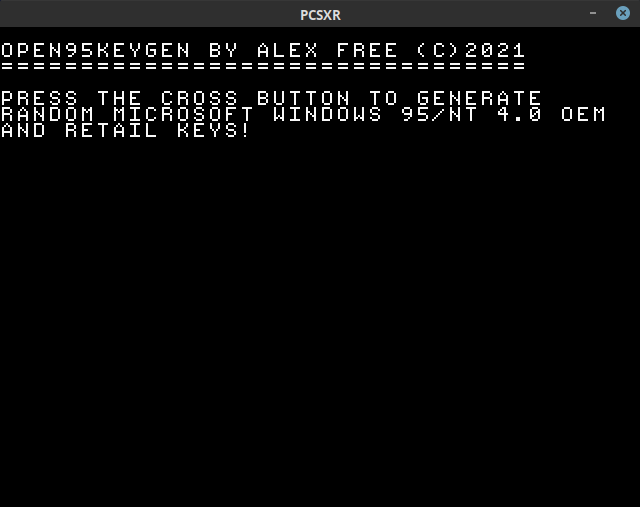 PCSXR
OPEN95KEYGEN BY ALEX FREE (C)2021
=================================
PRESS THE CROSS BUTTON TO GENERATE
RANDOM MICROSOFT WINDOWS 95/NT 4.0 OEM
AND RETAIL KEYS!